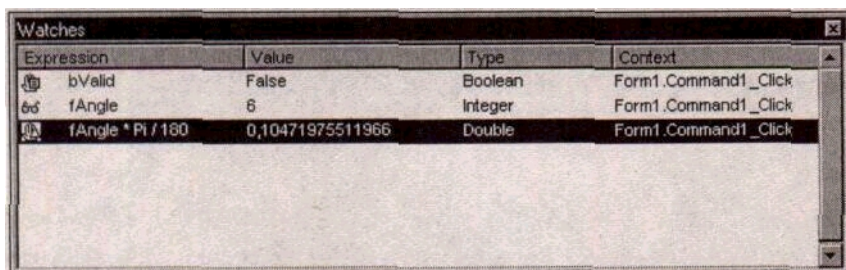 Watches
Expression Value Type Context
bValid False Boolean Form1.Command1_Click
fAngle 6 Integer Form1.Command1_Click
fAngle * Pi / 180 0,10471975511966 Double Form1.Command1_Click